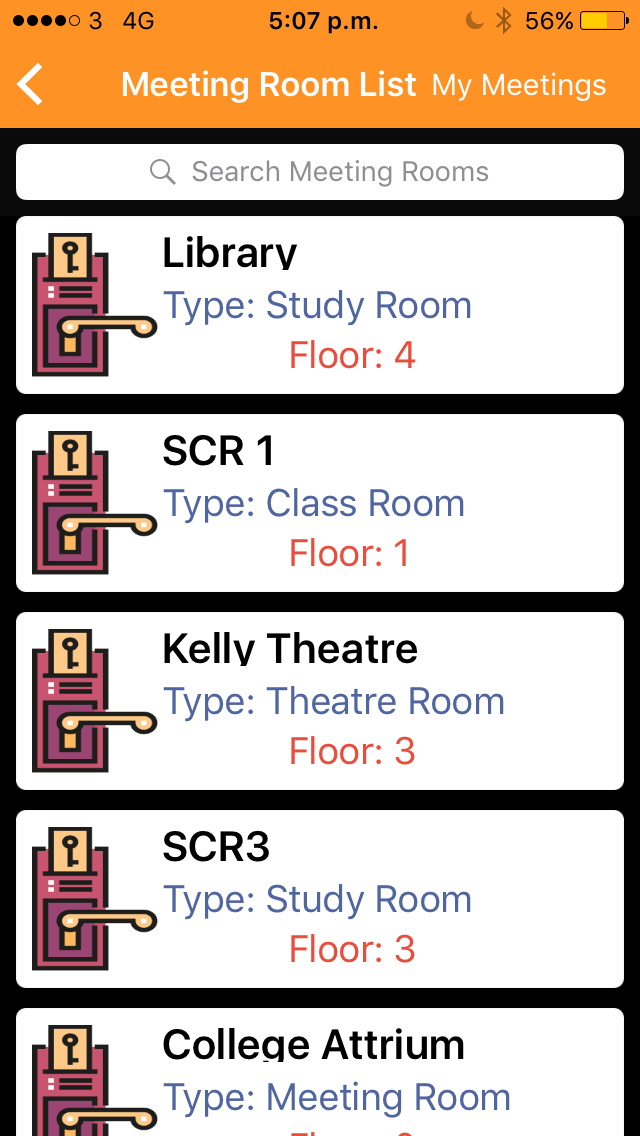 3 4G 5:07 p.m. 56%
Meeting Room List My Meetings
Search Meeting Rooms
Library
Type: Study Room
Floor: 4
SCR 1
Type: Class Room
Floor: 1
Kelly Theatre
Type: Theatre Room
Floor: 3
SCR3
Type: Study Room
Floor: 3
College Attrium
Type: Meeting Room